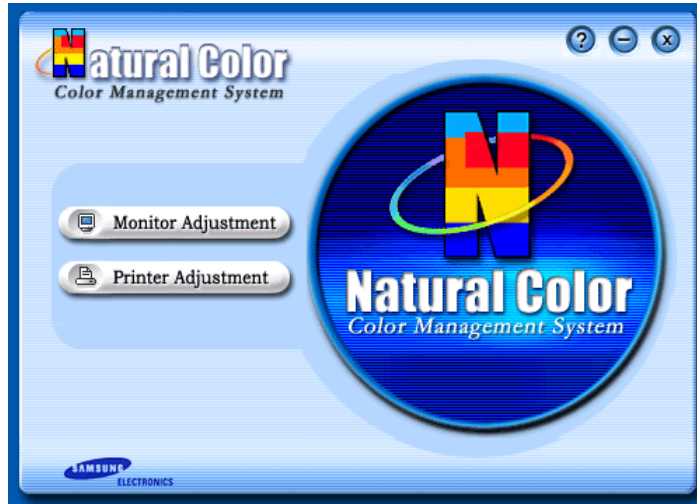 Natural Color
Color Management System
? − x
Monitor Adjustment
Printer Adjustment
Natural Color
Color Management System
SAMSUNG
ELECTRONICS